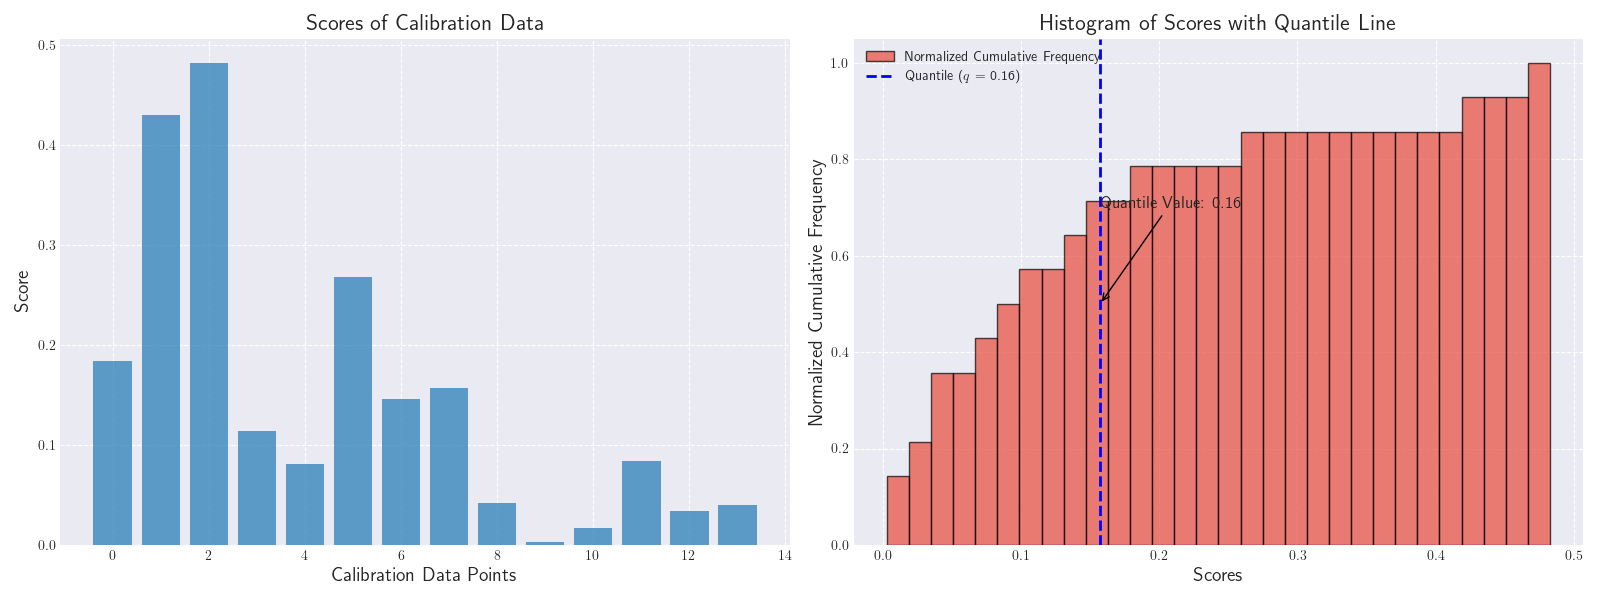 Scores of Calibration Data
Score
0.5
0.4
0.3
0.2
0.1
0.0
0 2 4 6 8 10 12 14
Calibration Data Points
Histogram of Scores with Quantile Line
Normalized Cumulative Frequency
Quantile (q = 0.16)
Quantile Value: 0.16
Normalized Cumulative Frequency
1.0
0.8
0.6
0.4
0.2
0.0
0.0 0.1 0.2 0.3 0.4 0.5
Scores